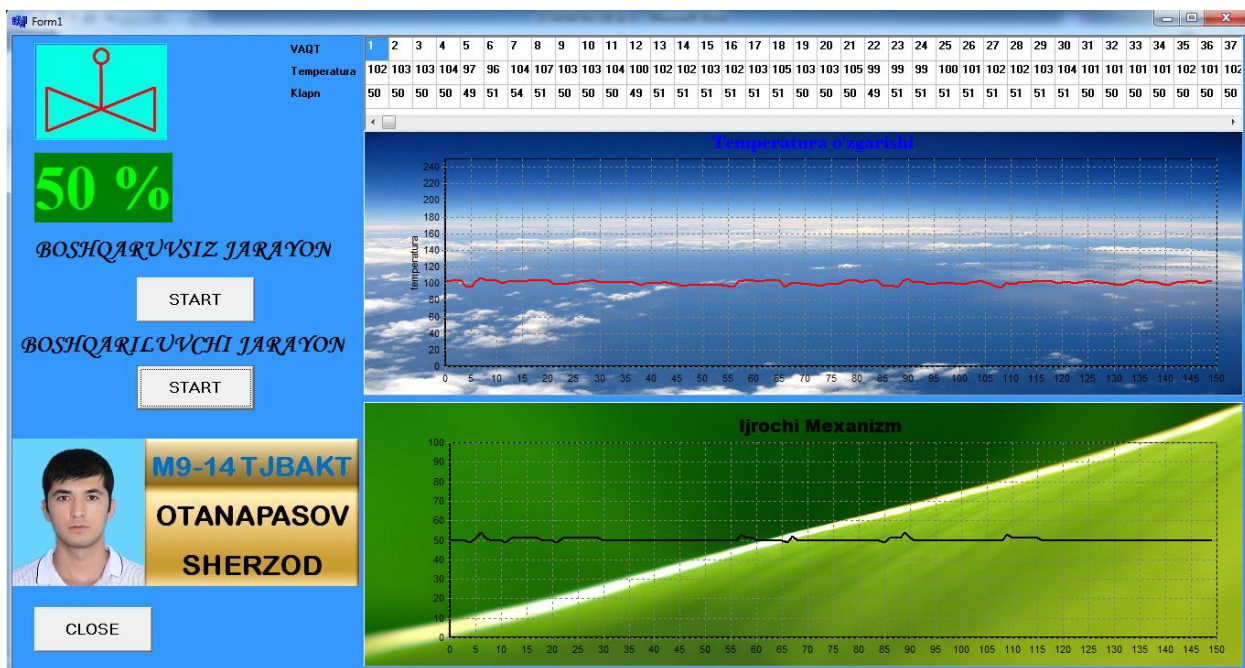 Form1
VAQT 1 2 3 4 5 6 7 8 9 10 11 12 13 14 15 16 17 18 19 20 21 22 23 24 25 26 27 28 29 30 31 32 33 34 35 36 37
Temperatura 102 103 103 104 97 96 104 107 103 103 104 100 102 102 103 102 103 105 103 103 105 99 99 99 100 101 102 102 103 104 101 101 101 101 102 101 102
Klapn 50 50 50 50 49 51 54 51 50 50 50 49 51 51 51 51 51 51 50 50 50 49 51 51 51 51 51 51 51 51 50 50 50 50 50 50 50
50 %
BOSHQARUVSIZ JARAYON
START
BOSHQARILUVCHI JARAYON
START
M9-14 TJBAKT
OTANAPASOV
SHERZOD
CLOSE
Temperatura o'zgarishi
temperatura
240
220
200
180
160
140
120
100
80
60
40
20
0
0 5 10 15 20 25 30 35 40 45 50 55 60 65 70 75 80 85 90 95 100 105 110 115 120 125 130 135 140 145 150
Ijrochi Mexanizm
100
90
80
70
60
50
40
30
20
10
0
0 5 10 15 20 25 30 35 40 45 50 55 60 65 70 75 80 85 90 95 100 105 110 115 120 125 130 135 140 145 150